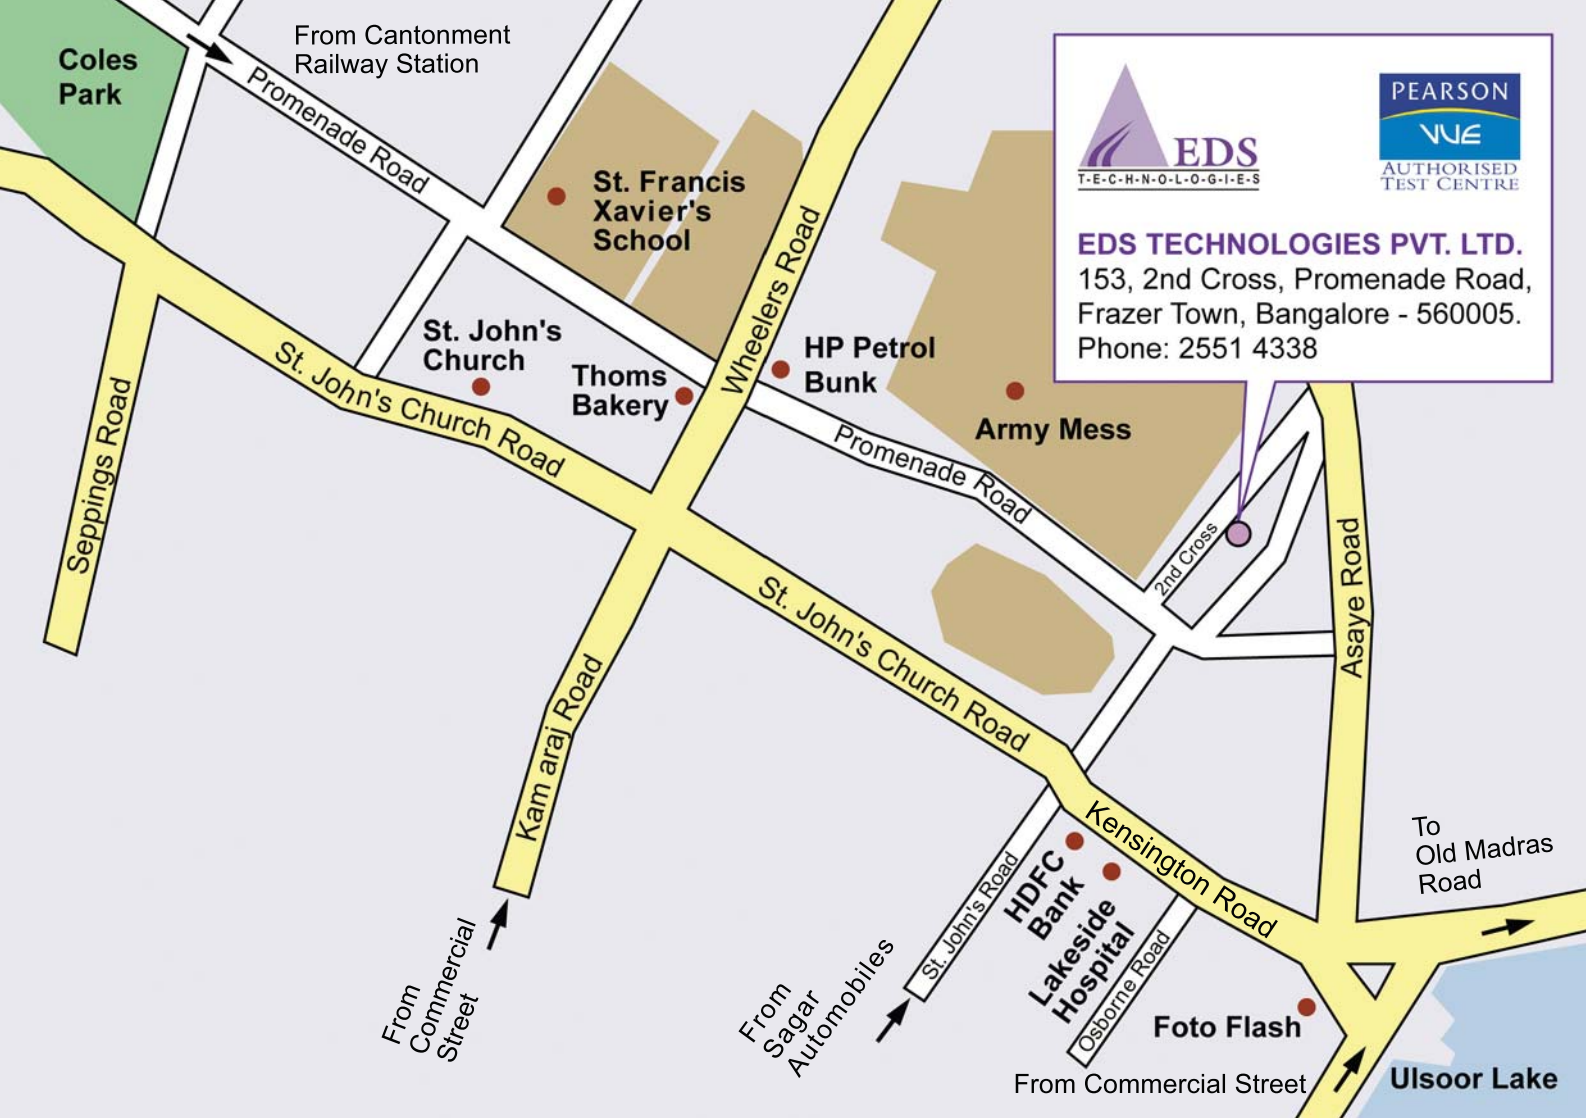 Coles
Park
From Cantonment
Railway Station
Promenade Road
St. Francis
Xavier's
School
Wheelers Road
PEARSON
VUE
AUTHORISED
TEST CENTRE
EDS
T-E-C-H-N-O-L-O-G-I-E-S
EDS TECHNOLOGIES PVT. LTD.
153, 2nd Cross, Promenade Road,
Frazer Town, Bangalore - 560005.
Phone: 2551 4338
St. John's
Church
Thoms
Bakery
HP Petrol
Bunk
Army Mess
St. John's Church Road
Seppings Road
Promenade Road
2nd Cross
Asaye Road
St. John's Church Road
Kam araj Road
Kensington Road
To
Old Madras
Road
St. John's Road
HDFC
Bank
Lakeside
Hospital
Osborne Road
From
Commercial
Street
From
Sagar
Automobiles
Foto Flash
From Commercial Street
Ulsoor Lake